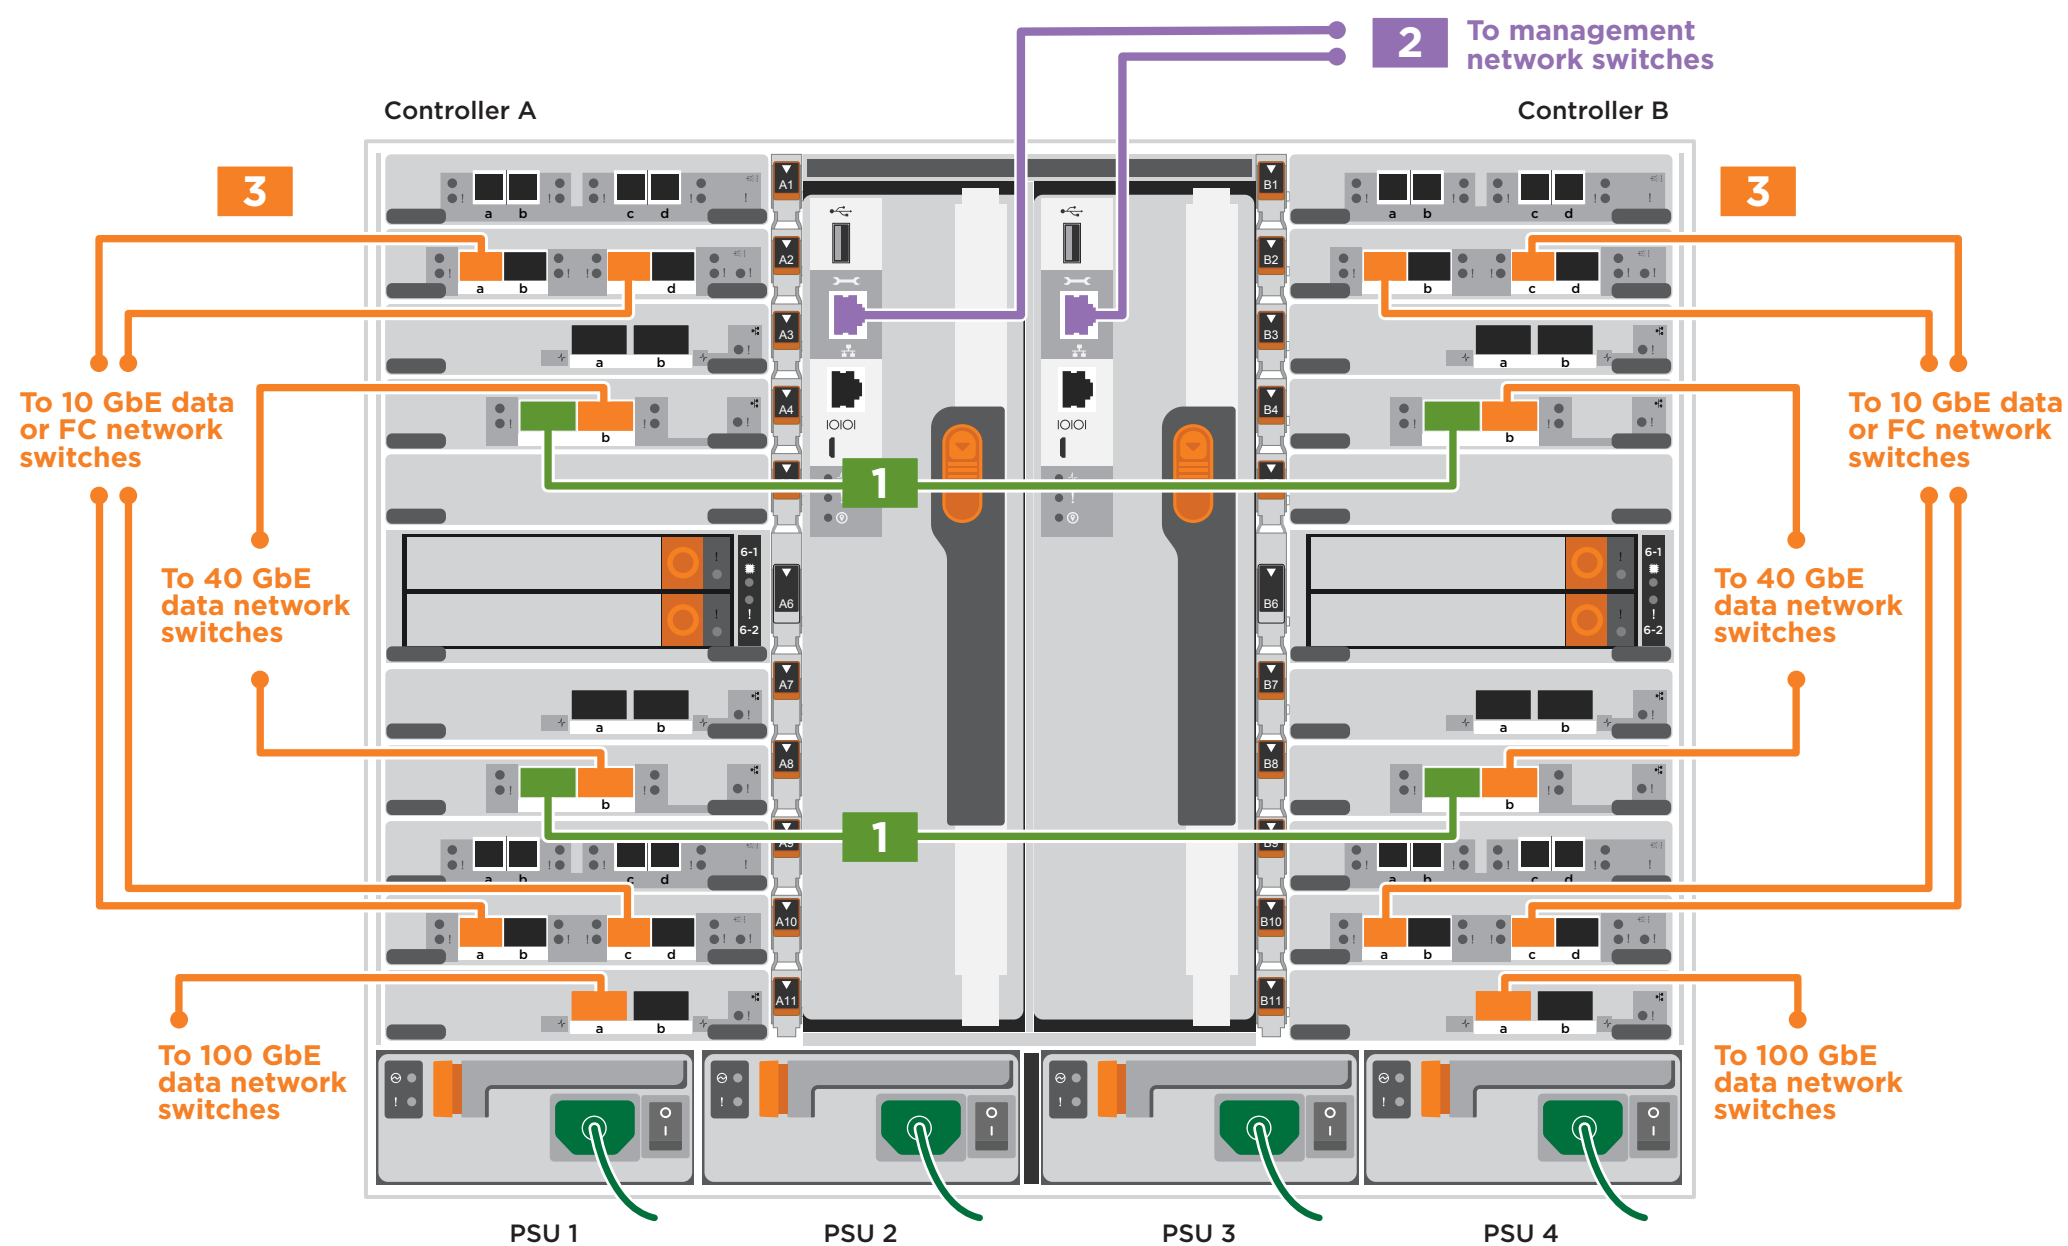 2
To management
network switches
Controller A
Controller B
3
3
a b c d
A1
B1
a b c d
a b d
A2
B2
b c d
a b
A3
B3
a b
To 10 GbE data
or FC network
switches
b
A4
B4
b
To 10 GbE data
or FC network
switches
IOIOI
IOIOI
1
6-1
6-2
A6
B6
6-1
6-2
To 40 GbE
data network
switches
To 40 GbE
data network
switches
a b
A7
B7
a b
b
A8
B8
b
1
a b c d
A9
B9
a b c d
a b c d
A10
B10
a b c d
a b
A11
B11
a b
To 100 GbE
data network
switches
To 100 GbE
data network
switches
PSU 1
PSU 2
PSU 3
PSU 4